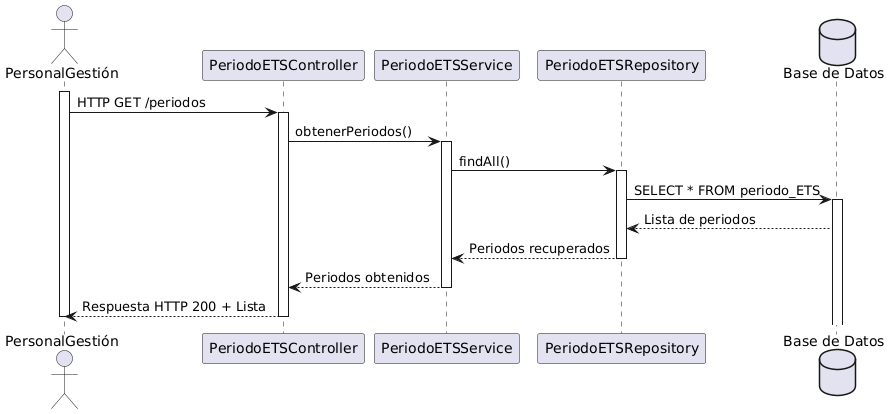 PersonalGestión
PeriodoETSController
PeriodoETSService
PeriodoETSRepository
Base de Datos
HTTP GET /periodos
obtenerPeriodos()
findAll()
SELECT * FROM periodo_ETS
Lista de periodos
Periodos recuperados
Periodos obtenidos
Respuesta HTTP 200 + Lista
PersonalGestión
PeriodoETSController
PeriodoETSService
PeriodoETSRepository
Base de Datos